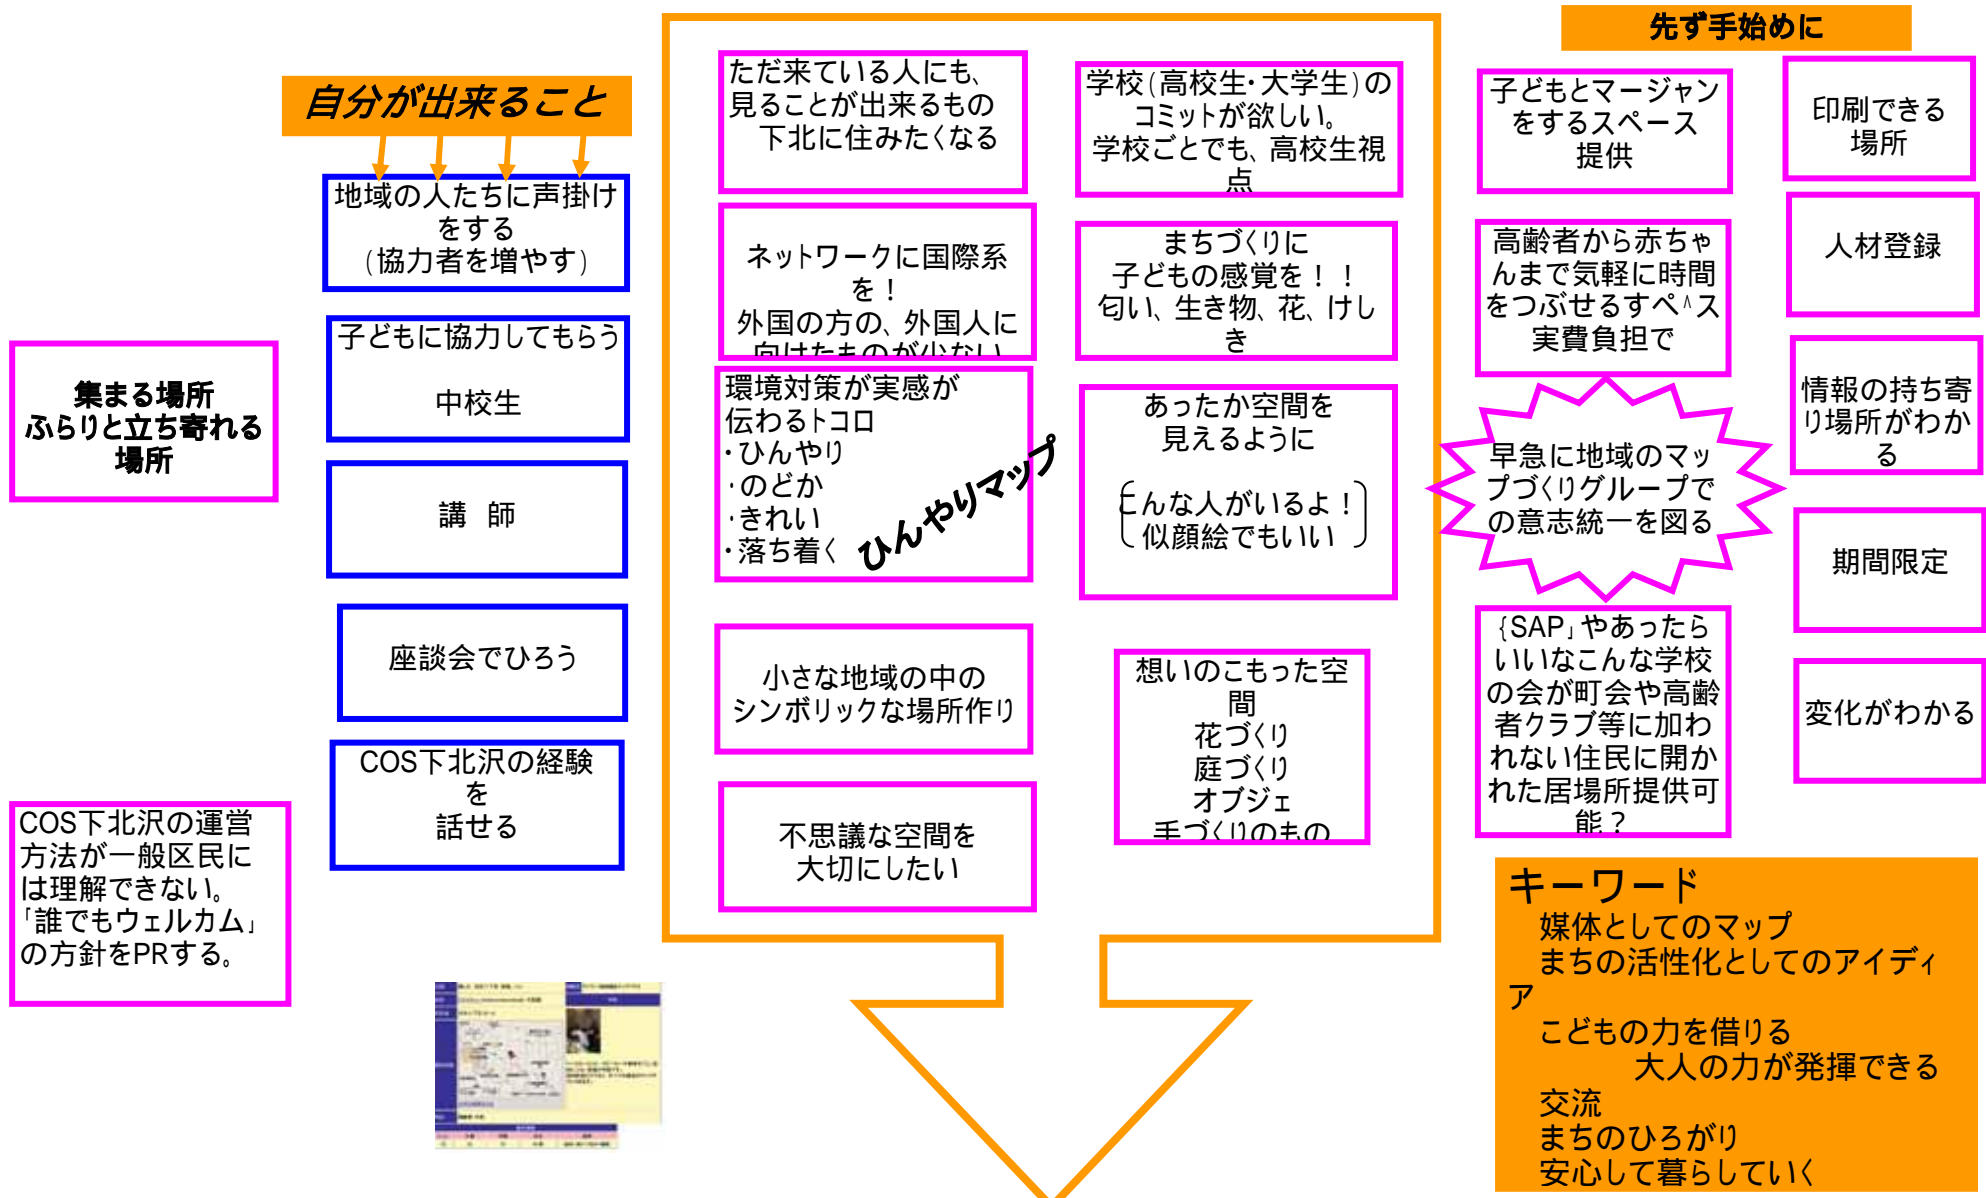 先ず手始めに
自分が出来ること
地域の人たちに声掛け
をする
(協力者を増やす)
子どもに協力してもらう
中校生
講 師
座談会でひろう
COS下北沢の経験
を
話せる
集まる場所
ふらりと立ち寄れる
場所
COS下北沢の運営
方法が一般区民に
は理解できない。
「誰でもウェルカム」
の方針をPRする。
ただ来ている人にも、
見ることが出来るもの
下北に住みたくなる
ネットワークに国際系
を！
外国の方の、外国人に
向けたものが少ない
環境対策が実感が
伝わるトコロ
・ひんやり
・のどか
・きれい
・落ち着く
ひんやりマップ
小さな地域の中の
シンボリックな場所作り
不思議な空間を
大切にしたい
学校(高校生・大学生)の
コミットが欲しい。
学校ごとでも、高校生視
点
まちづくりに
子どもの感覚を！！
匂い、生き物、花、けし
き
あったか空間を
見えるように
こんな人がいるよ！
似顔絵でもいい
想いのこもった空
間
花づくり
庭づくり
オブジェ
手づくりのもの
子どもとマージャン
をするスペース
提供
高齢者から赤ちゃ
んまで気軽に時間
をつぶせるすペース
実費負担で
早急に地域のマッ
プづくりグループで
の意志統一を図る
{SAP」やあったら
いいなこんな学校
の会が町会や高齢
者クラブ等に加わ
れない住民に開か
れた居場所提供可
能？
印刷できる
場所
人材登録
情報の持ち寄
り場所がわか
る
期間限定
変化がわかる
キーワード
媒体としてのマップ
まちの活性化としてのアイディ
ア
こどもの力を借りる
大人の力が発揮できる
交流
まちのひろがり
安心して暮らしていく